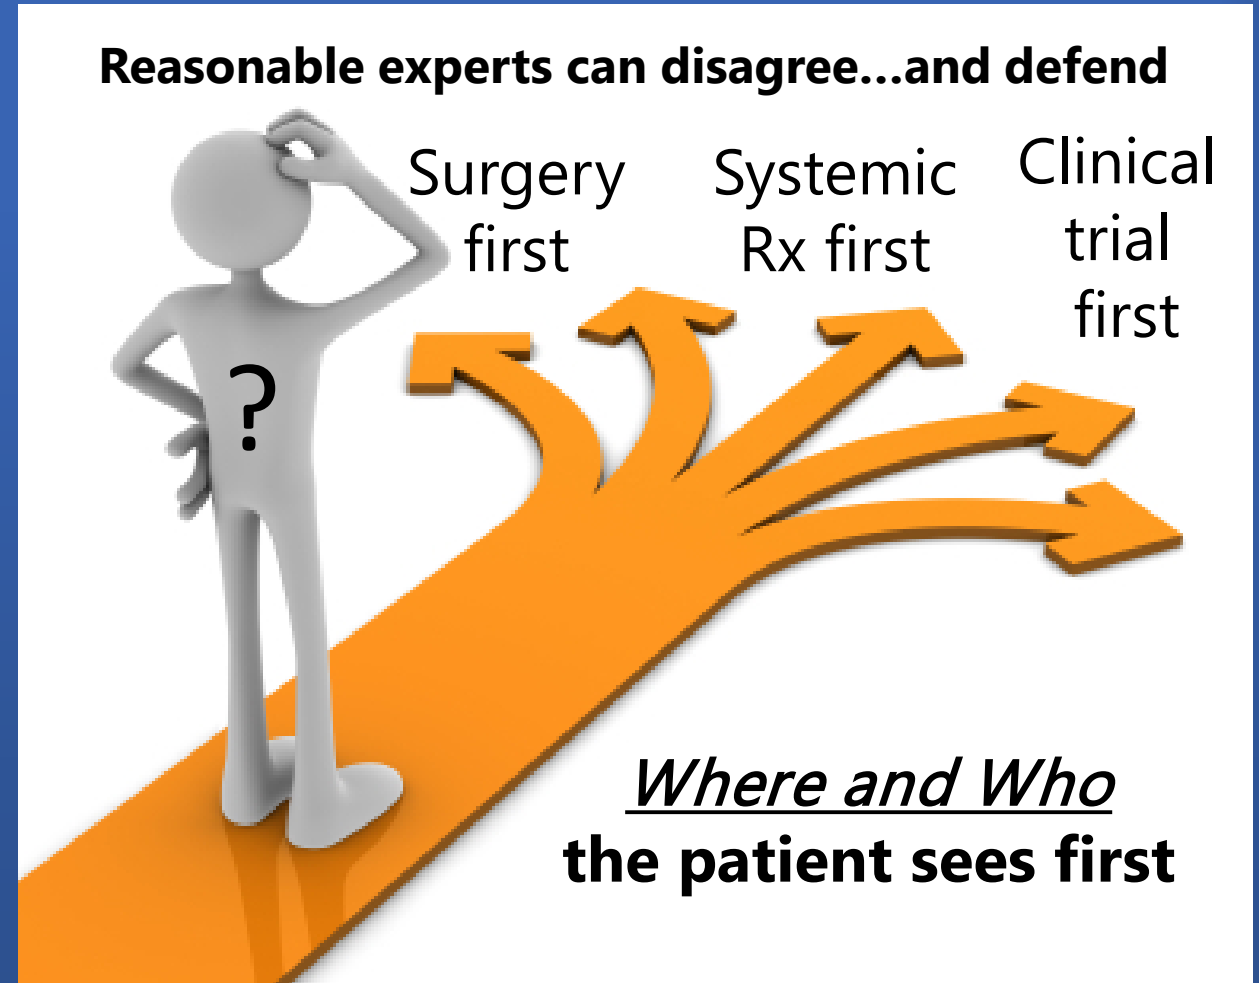 Reasonable experts can disagree...and defend
Surgery
first
Systemic
Rx first
Clinical
trial
first
?
Where and Who
the patient sees first